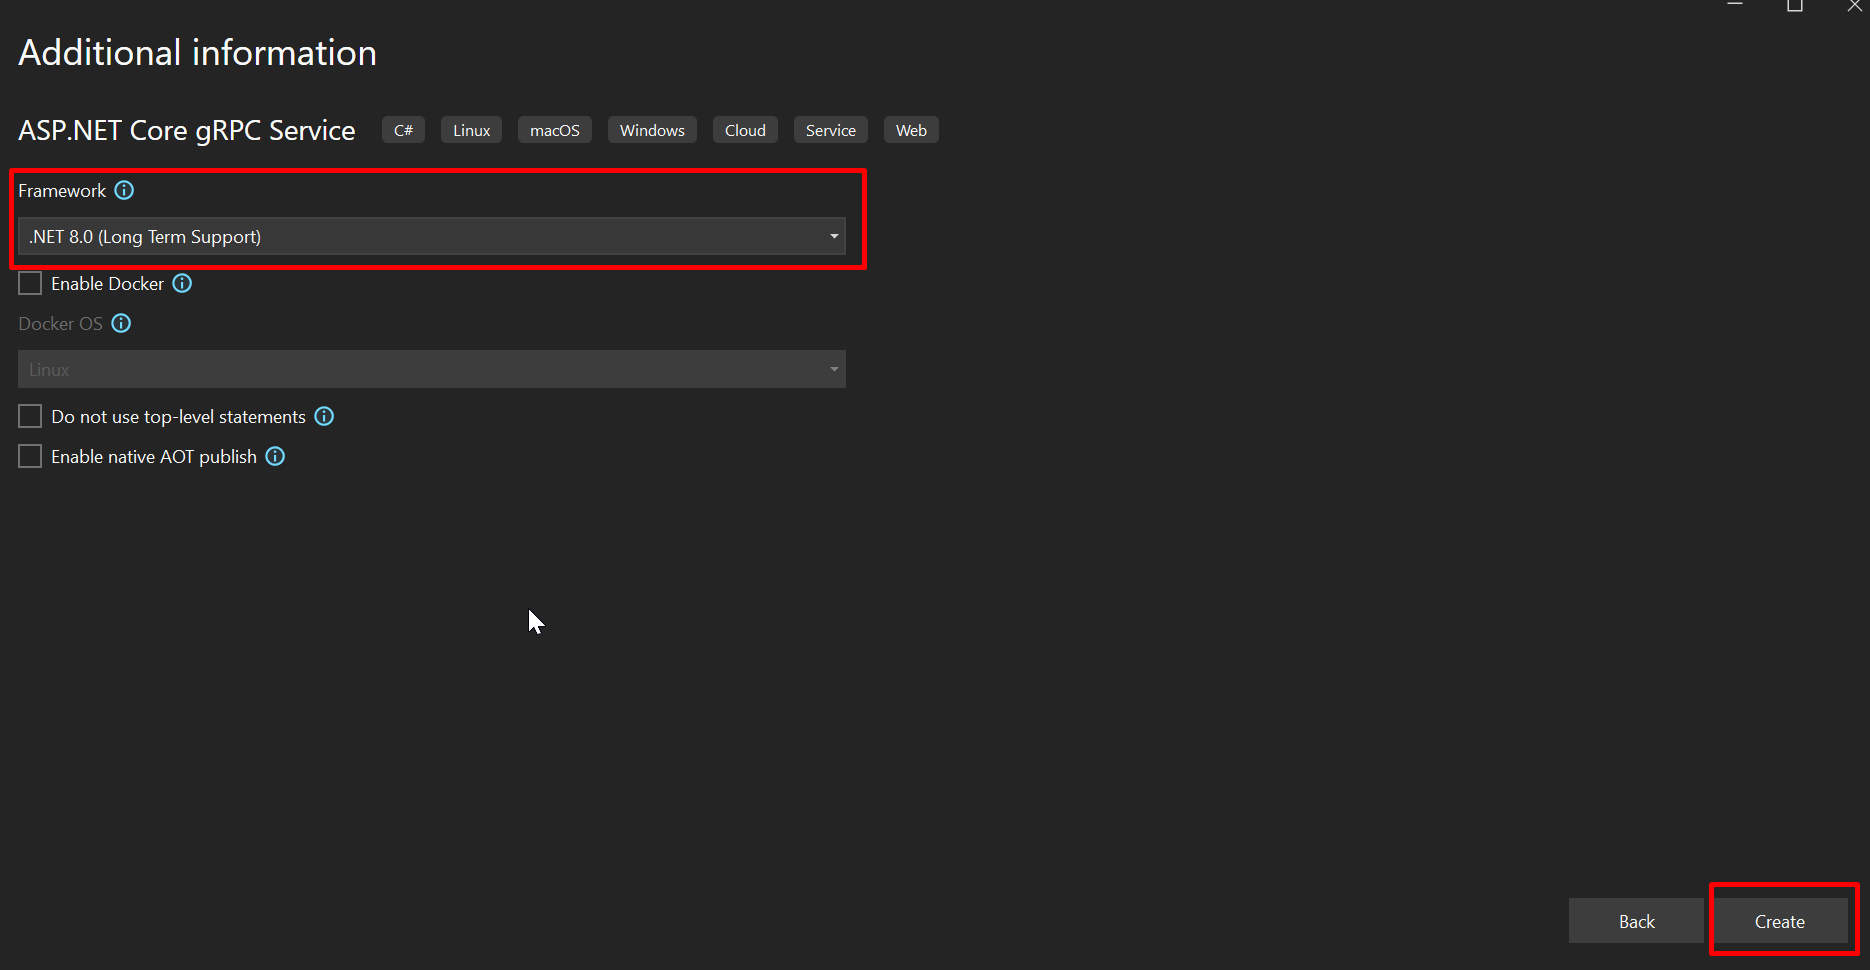 Additional information
ASP.NET Core gRPC Service C# Linux macOS Windows Cloud Service Web
Framework
.NET 8.0 (Long Term Support)
Enable Docker
Docker OS
Linux
Do not use top-level statements
Enable native AOT publish
Back Create